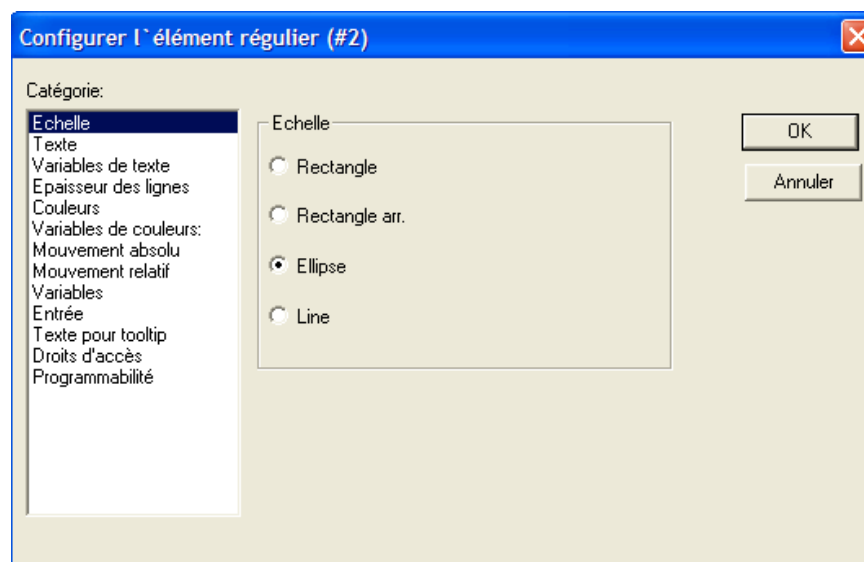 Configurer l`élément régulier (#2)
Catégorie:
Echelle
Texte
Variables de texte
Epaisseur des lignes
Couleurs
Variables de couleurs:
Mouvement absolu
Mouvement relatif
Variables
Entrée
Texte pour tooltip
Droits d'accès
Programmabilité
Echelle
Rectangle
Rectangle arr.
Ellipse
Line
OK
Annuler